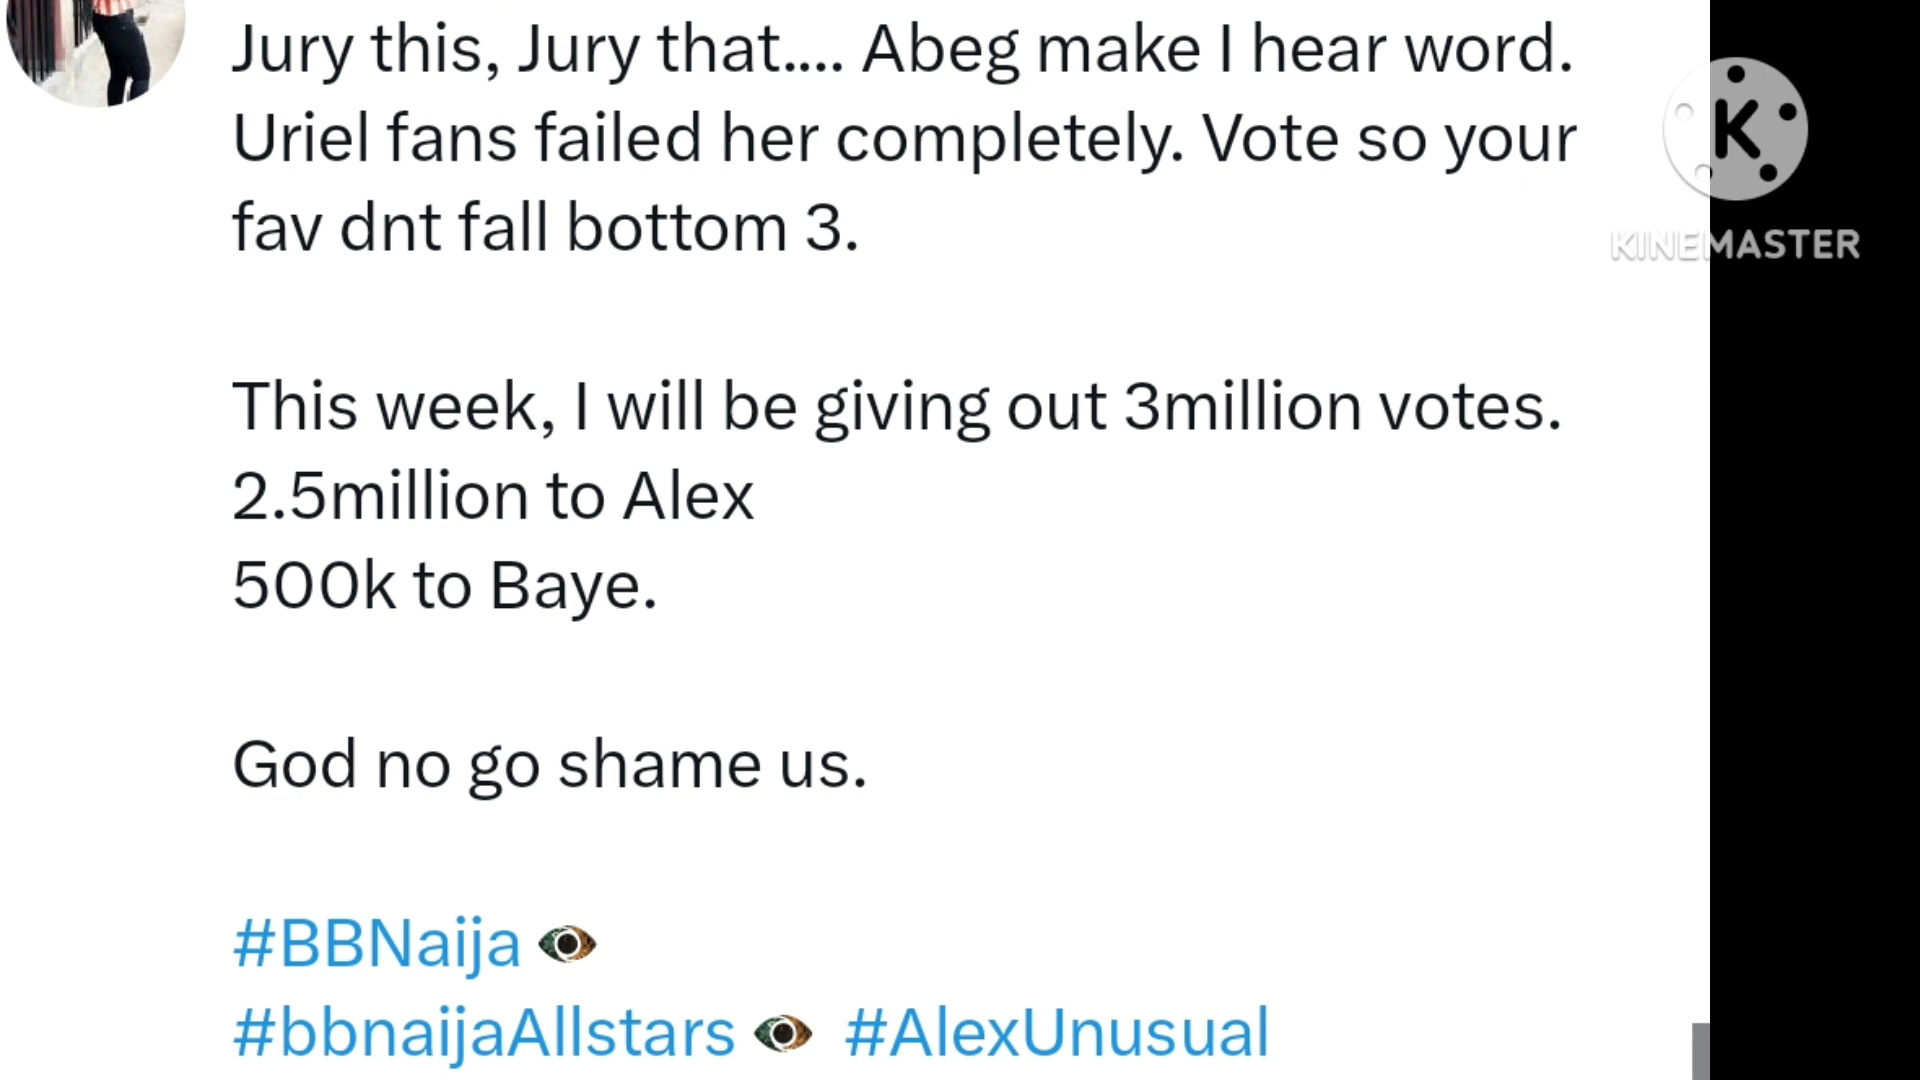 Jury this, Jury that.... Abeg make I hear word.
Uriel fans failed her completely. Vote so your
fav dnt fall bottom 3.
This week, I will be giving out 3million votes.
2.5million to Alex
500k to Baye.
God no go shame us.
#BBNaija
#bbnaijaAllstars #AlexUnusual
K
KINEMASTER